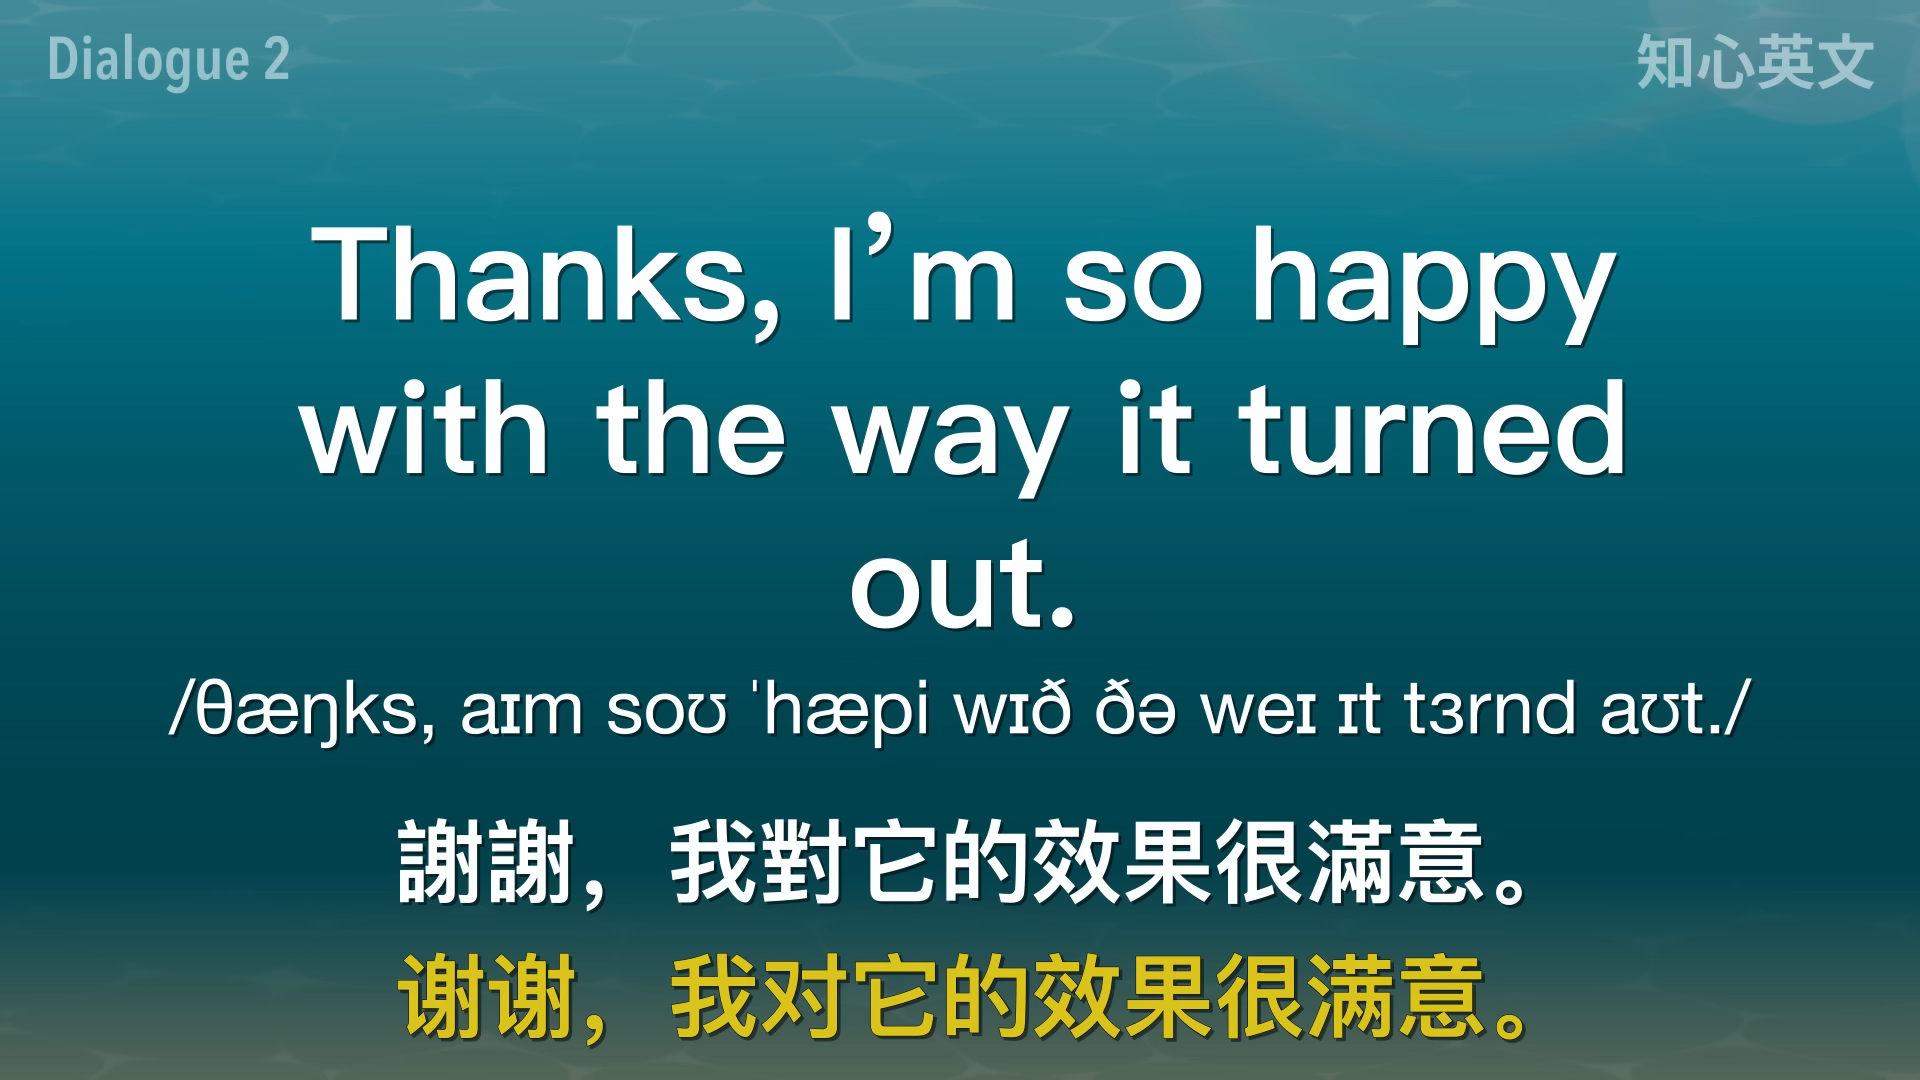 Dialogue 2
知心英文
Thanks, I’m so happy
with the way it turned
out.
/θæŋks, aɪm soʊ ˈhæpi wɪð ðə weɪ ɪt tɜrnd aʊt./
謝謝，我對它的效果很滿意。
谢谢，我对它的效果很满意。